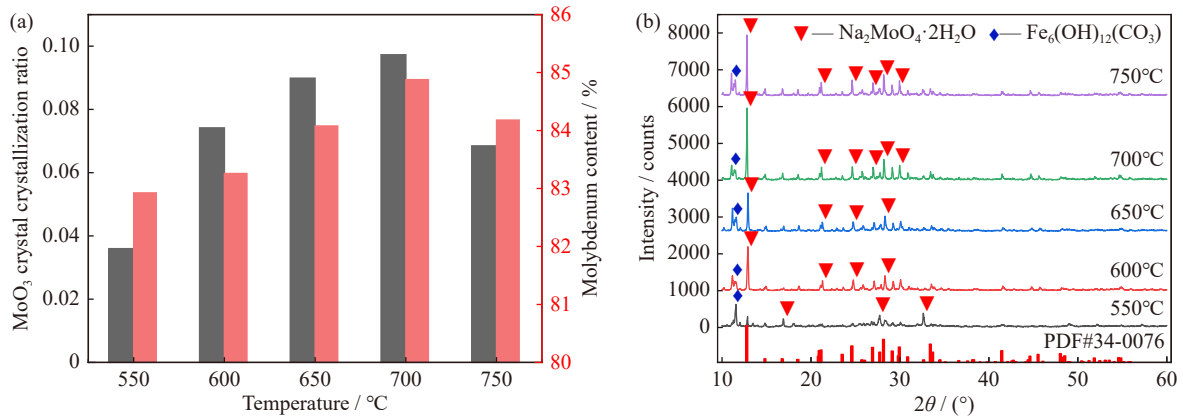 (a)
MoO₃ crystal crystallization ratio
0.10
0.08
0.06
0.04
0.02
0
550
600
650
700
750
Temperature / °C
86
85
84
83
82
81
80
Molybdenum content / %
(b)
Na₂MoO₄·2H₂O
Fe₆(OH)₁₂(CO₃)
Intensity / counts
8000
7000
6000
4000
3000
2000
1000
0
750°C
700°C
650°C
600°C
550°C
PDF#34-0076
10
20
30
40
50
60
2θ / (°)